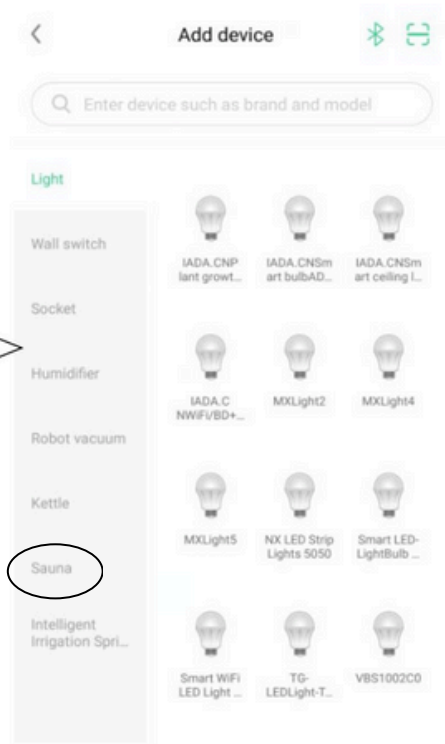 Add device
Enter device such as brand and model
Light
Wall switch
Socket
Humidifier
Robot vacuum
Kettle
Sauna
Intelligent
Irrigation Spri...
IADA.CNP
lant growt...
IADA.CNSm
art bulbAD...
IADA.CNSm
art ceiling l...
IADA.C
NWiFi/BD+...
MXLight2
MXLight4
MXLight5
NX LED Strip
Lights 5050
Smart LED-
LightBulb ...
Smart WiFi
LED Light ...
TG-
LEDLight-T...
VBS1002C0